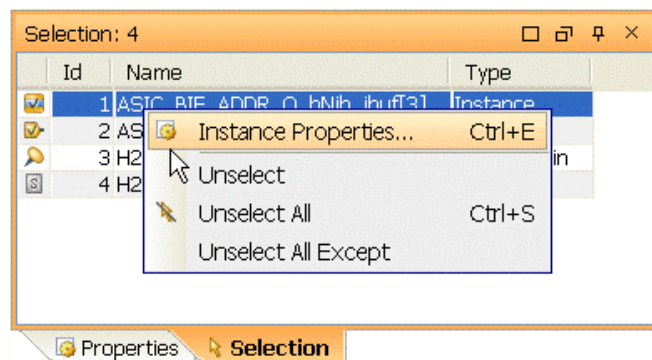 Selection: 4
Id Name Type
1 ASIC_BIE_ADDR_O_bNjh_ibuf[3] Instance
2 AS
Instance Properties... Ctrl+E
3 H2 in
Unselect
4 H2
Unselect All Ctrl+S
Unselect All Except
Properties Selection